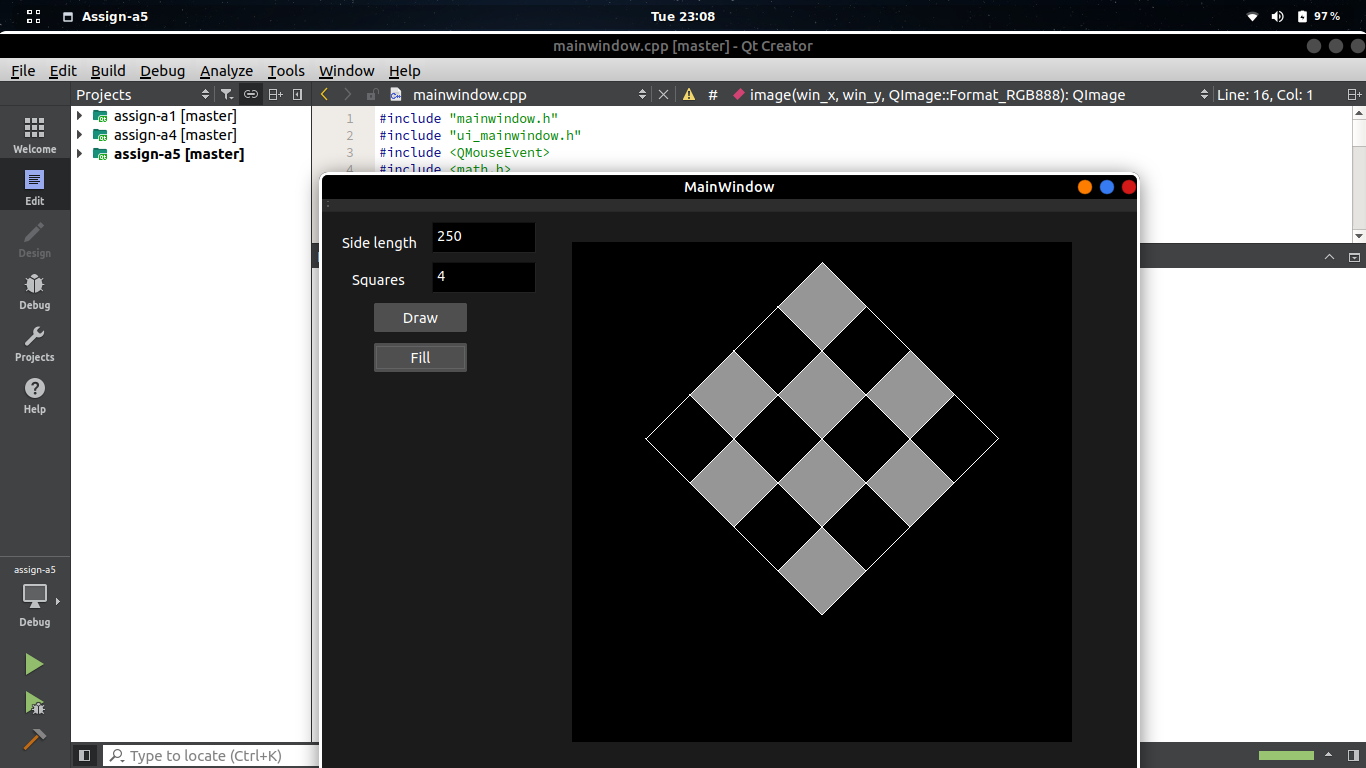 Assign-a5 Tue 23:08 97 %
mainwindow.cpp [master] - Qt Creator
File Edit Build Debug Analyze Tools Window Help
Projects mainwindow.cpp # image(win_x, win_y, QImage::Format_RGB888): QImage Line: 16, Col: 1
assign-a1 [master]
assign-a4 [master]
assign-a5 [master]
1 #include "mainwindow.h"
2 #include "ui_mainwindow.h"
3 #include <QMouseEvent>
4 #include <math.h>
Welcome
Edit
Design
Debug
Projects
Help
assign-a5
Debug
MainWindow
Side length 250
Squares 4
Draw
Fill
Type to locate (Ctrl+K)